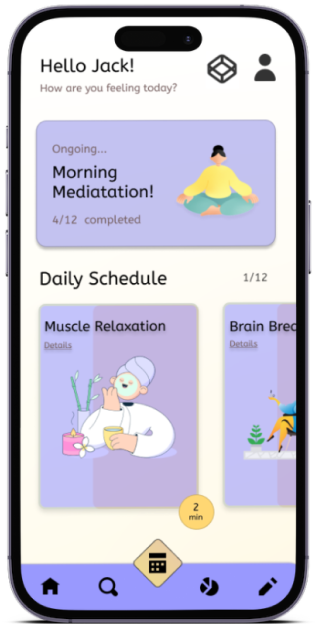 Hello Jack!
How are you feeling today?
Ongoing...
Morning
Mediatation!
4/12 completed
Daily Schedule
1/12
Muscle Relaxation
Details
Brain Brea
Details
2
min